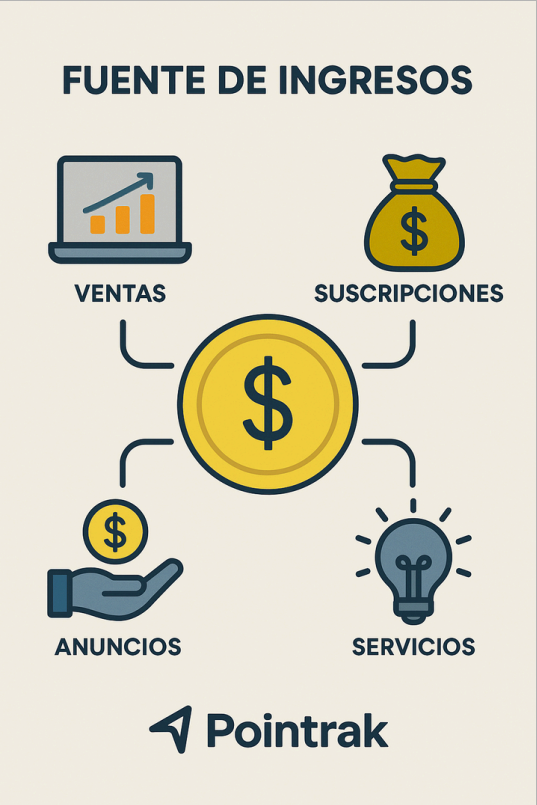 FUENTE DE INGRESOS
VENTAS
SUSCRIPCIONES
$
$
$
ANUNCIOS
SERVICIOS
Pointrak